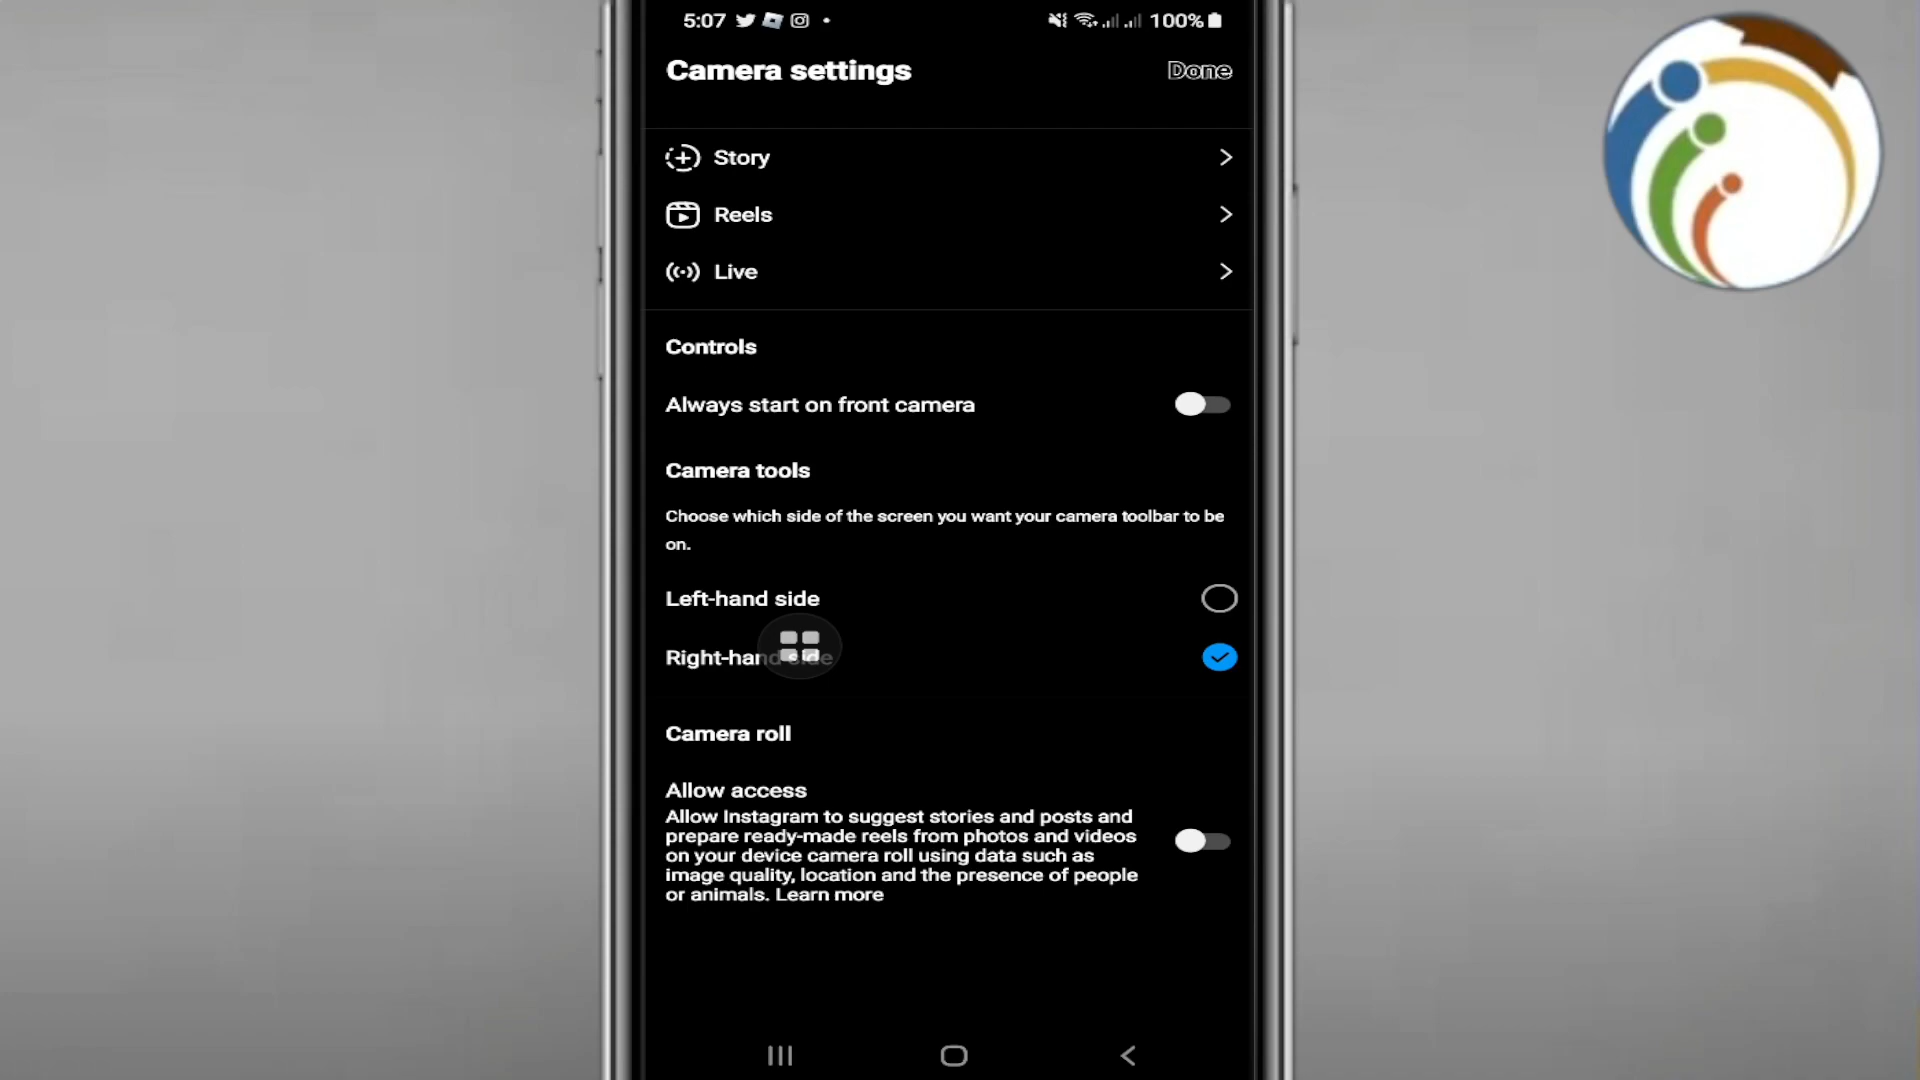 5:07 100%
Camera settings Done
Story
Reels
Live
Controls
Always start on front camera
Camera tools
Choose which side of the screen you want your camera toolbar to be
on.
Left-hand side
Right-hand side
Camera roll
Allow access
Allow Instagram to suggest stories and posts and
prepare ready-made reels from photos and videos
on your device camera roll using data such as
image quality, location and the presence of people
or animals. Learn more